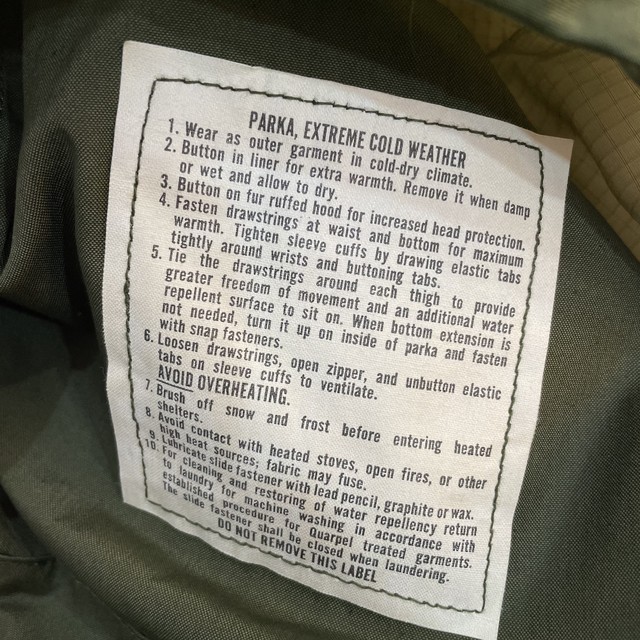 PARKA, EXTREME COLD WEATHER
1. Wear as outer garment in cold-dry climate.
2. Button in liner for extra warmth. Remove it when damp
or wet and allow to dry.
3. Button on fur ruffed hood for increased head protection.
4. Fasten drawstrings at waist and bottom for maximum
warmth. Tighten sleeve cuffs by drawing elastic tabs
tightly around wrists and buttoning tabs.
5. Tie the drawstrings around each thigh to provide
greater freedom of movement and an additional water
repellent surface to sit on. When bottom extension is
not needed, turn it up on inside of parka and fasten
with snap fasteners.
6. Loosen drawstrings, open zipper, and unbutton elastic
tabs on sleeve cuffs to ventilate.
AVOID OVERHEATING.
7. Brush off snow and frost before entering heated
shelters.
8. Avoid contact with heated stoves, open fires, or other
high heat sources; fabric may fuse.
9. Lubricate slide fastener with lead pencil, graphite or wax.
10. For cleaning and restoring of water repellency return
to laundry for machine washing in accordance with
established procedure for Quarpel treated garments.
The slide fastener shall be closed when laundering.
DO NOT REMOVE THIS LABEL